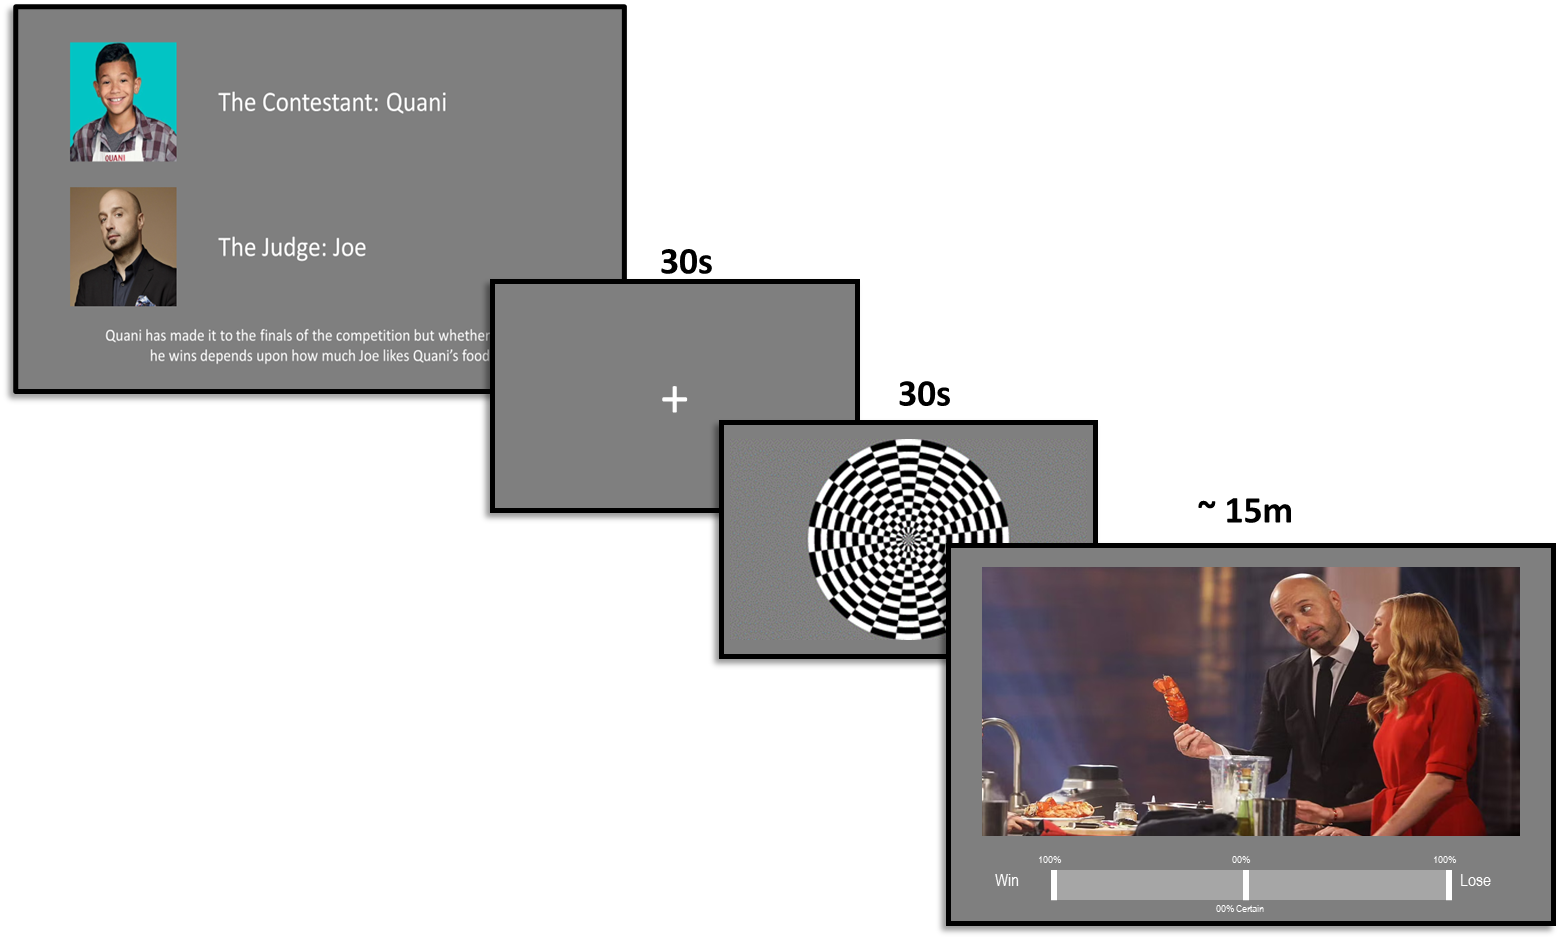 The Contestant: Quani
QUANI
The Judge: Joe
Quani has made it to the finals of the competition but whether
he wins depends upon how much Joe likes Quani's food
30s
30s
~ 15m
100% 00% 100%
Win Lose
00% Certain